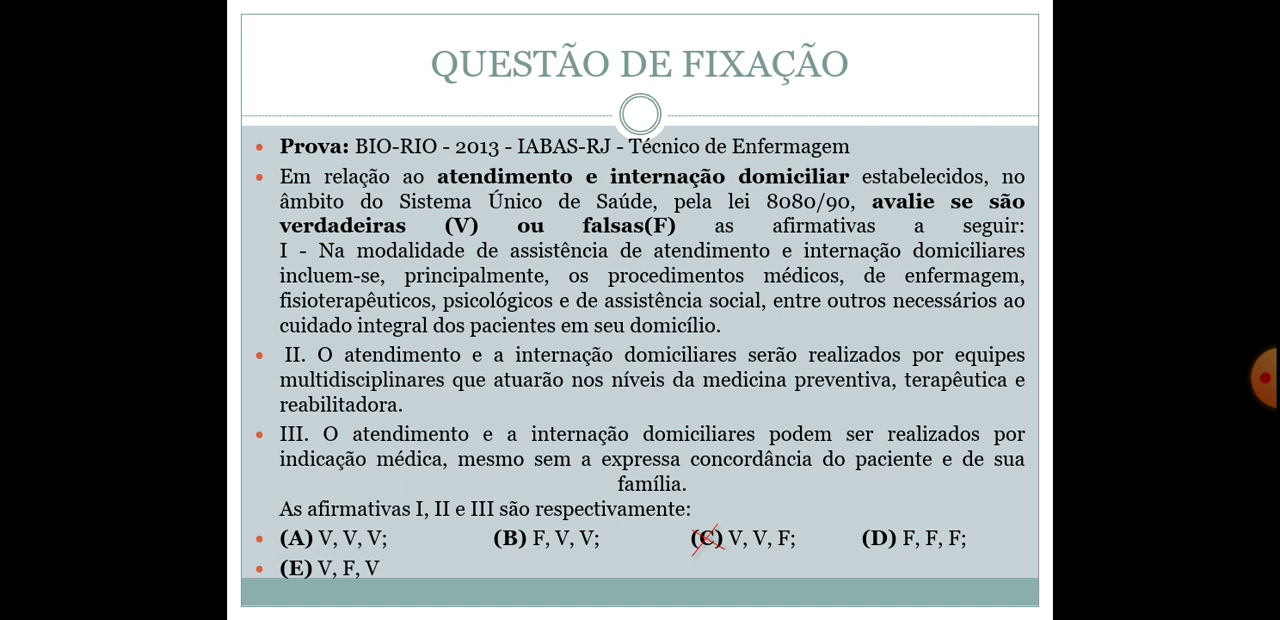 QUESTÃO DE FIXAÇÃO
Prova: BIO-RIO - 2013 - IABAS-RJ - Técnico de Enfermagem
Em relação ao atendimento e internação domiciliar estabelecidos, no
âmbito do Sistema Único de Saúde, pela lei 8080/90, avalie se são
verdadeiras (V) ou falsas(F) as afirmativas a seguir:
I - Na modalidade de assistência de atendimento e internação domiciliares
incluem-se, principalmente, os procedimentos médicos, de enfermagem,
fisioterapêuticos, psicológicos e de assistência social, entre outros necessários ao
cuidado integral dos pacientes em seu domicílio.
II. O atendimento e a internação domiciliares serão realizados por equipes
multidisciplinares que atuarão nos níveis da medicina preventiva, terapêutica e
reabilitadora.
III. O atendimento e a internação domiciliares podem ser realizados por
indicação médica, mesmo sem a expressa concordância do paciente e de sua
família.
As afirmativas I, II e III são respectivamente:
(A) V, V, V; (B) F, V, V; (C) V, V, F; (D) F, F, F;
(E) V, F, V